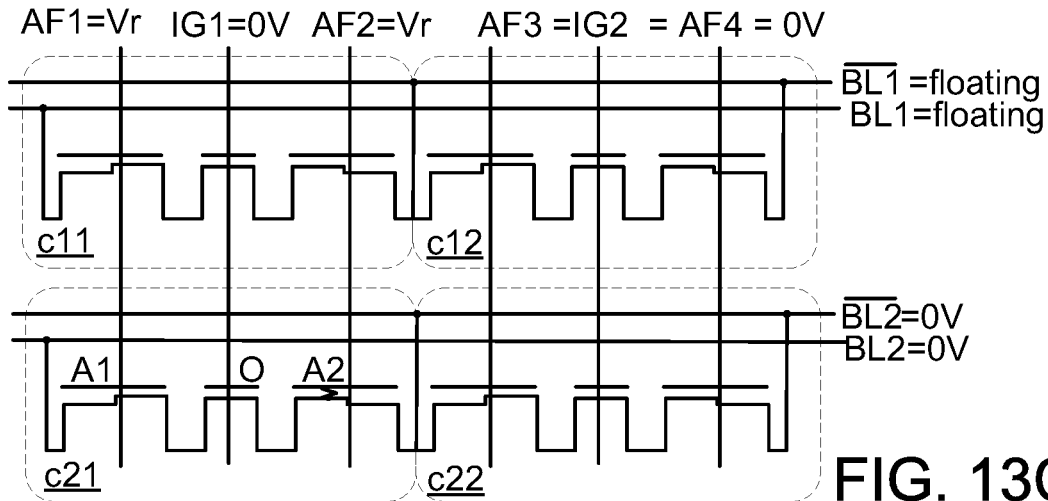 AF1=Vr IG1=0V AF2=Vr AF3 =IG2 = AF4 = 0V
BL1 =floating
BL1=floating
c11 c12
BL2=0V
BL2=0V
A1 O A2
c21 c22
FIG. 13C